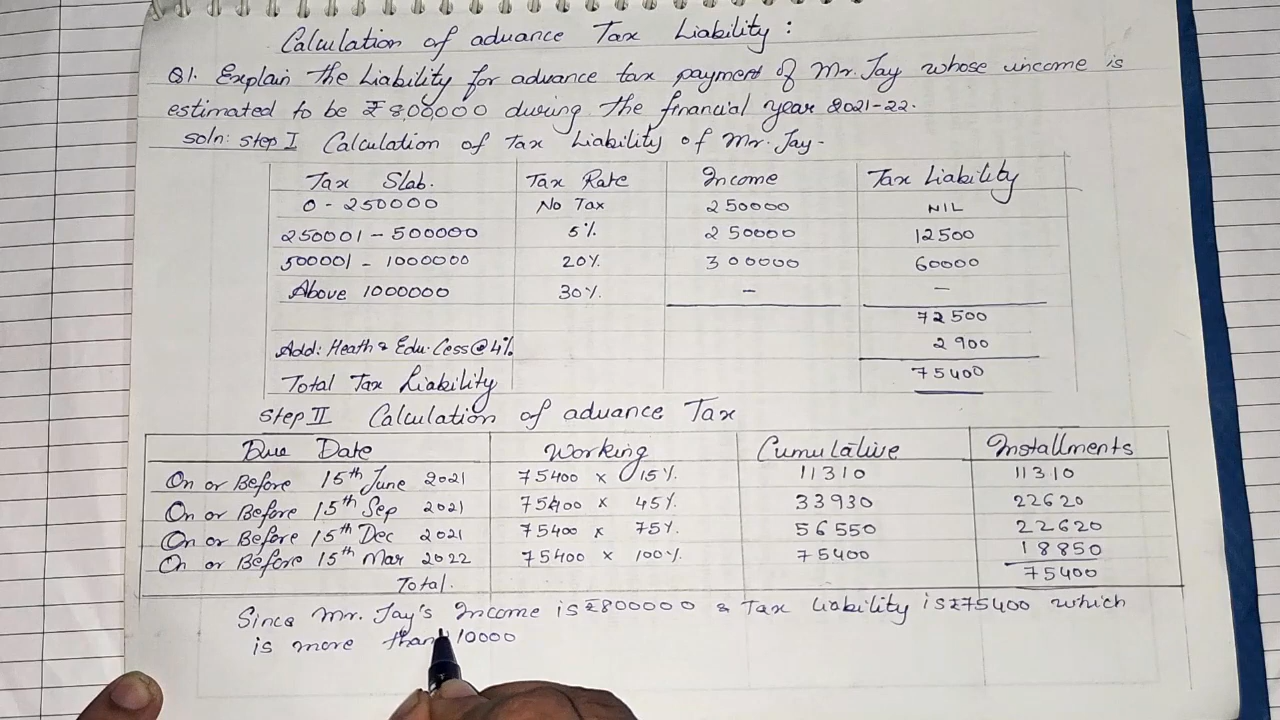 Calculation of advance Tax Liability :
Q1. Explain the Liability for advance tax payment of Mr. Jay whose income is
estimated to be ₹ 800000 during the financial year 2021-22.
Soln: Step I Calculation of Tax Liability of Mr. Jay -
Tax Slab. Tax Rate Income Tax Liability
0 - 250000 No Tax 250000 NIL
250001 - 500000 5% 250000 12500
500001 - 1000000 20% 300000 60000
Above 1000000 30% - -
72500
Add: Heath & Edu. Cess @ 4% 2900
Total Tax Liability 75400
Step II Calculation of advance Tax
Due Date Working Cumulative Installments
On or Before 15th June 2021 75400 x 15% 11310 11310
On or Before 15th Sep 2021 75400 x 45% 33930 22620
On or Before 15th Dec 2021 75400 x 75% 56550 22620
On or Before 15th Mar 2022 75400 x 100% 75400 18850
Total. 75400
Since Mr. Jay's Income is ₹800000 & Tax liability is ₹75400 which
is more than 10000